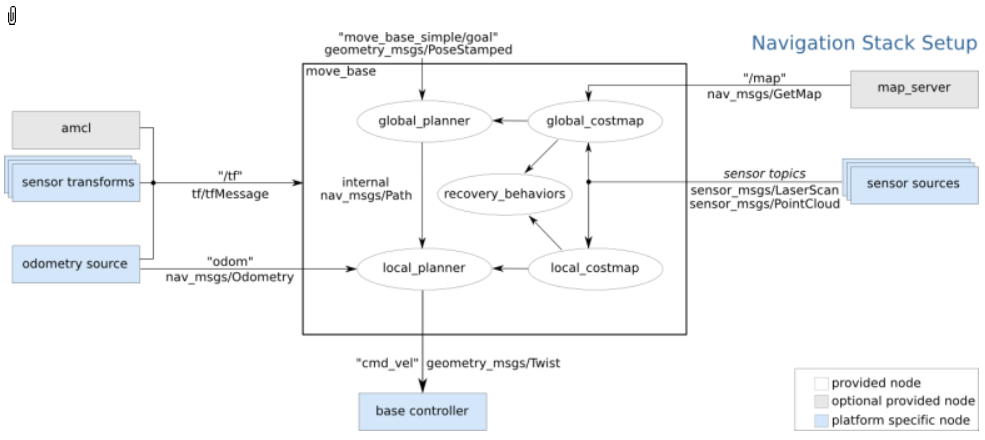 "move_base_simple/goal"
geometry_msgs/PoseStamped
Navigation Stack Setup
move_base
"/map"
nav_msgs/GetMap
map_server
amcl
global_planner
global_costmap
sensor transforms
"/tf"
tf/tfMessage
internal
nav_msgs/Path
recovery_behaviors
sensor topics
sensor_msgs/LaserScan
sensor_msgs/PointCloud
sensor sources
odometry source
"odom"
nav_msgs/Odometry
local_planner
local_costmap
"cmd_vel" geometry_msgs/Twist
base controller
provided node
optional provided node
platform specific node